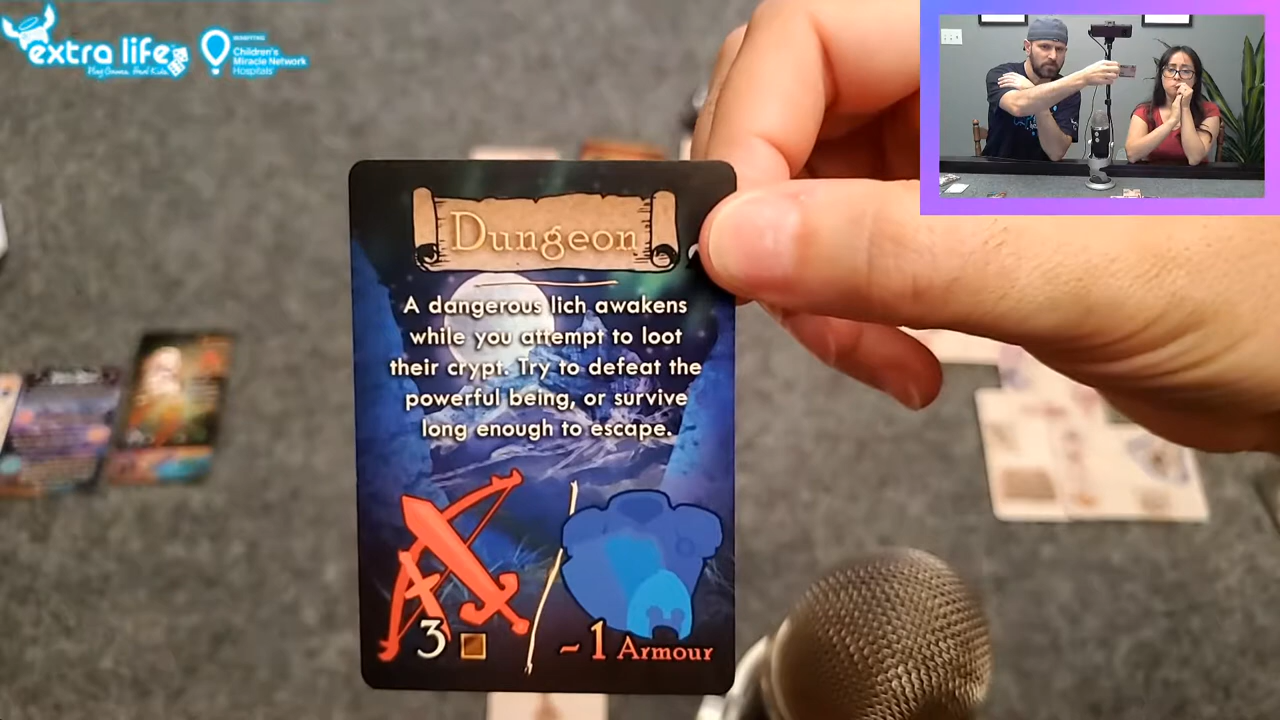 extra life
Play Games. Heal Kids.
BENEFITING
Children's
Miracle Network
Hospitals
Dungeon
A dangerous lich awakens
while you attempt to loot
their crypt. Try to defeat the
powerful being, or survive
long enough to escape.
3
-1 Armour